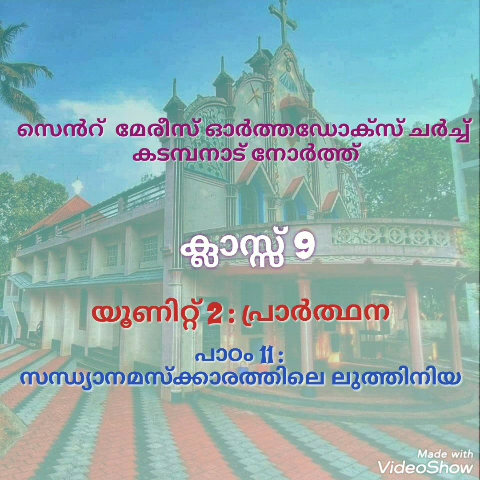 സെൻറ് മേരീസ് ഓർത്തഡോക്സ് ചർച്ച്
കടമ്പനാട് നോർത്ത്
ക്ലാസ്സ് 9
യൂണിറ്റ് 2 : പ്രാർത്ഥന
പാഠം 11 :
സന്ധ്യാനമസ്ക്കാരത്തിലെ ലുത്തിനിയ
Made with
VideoShow